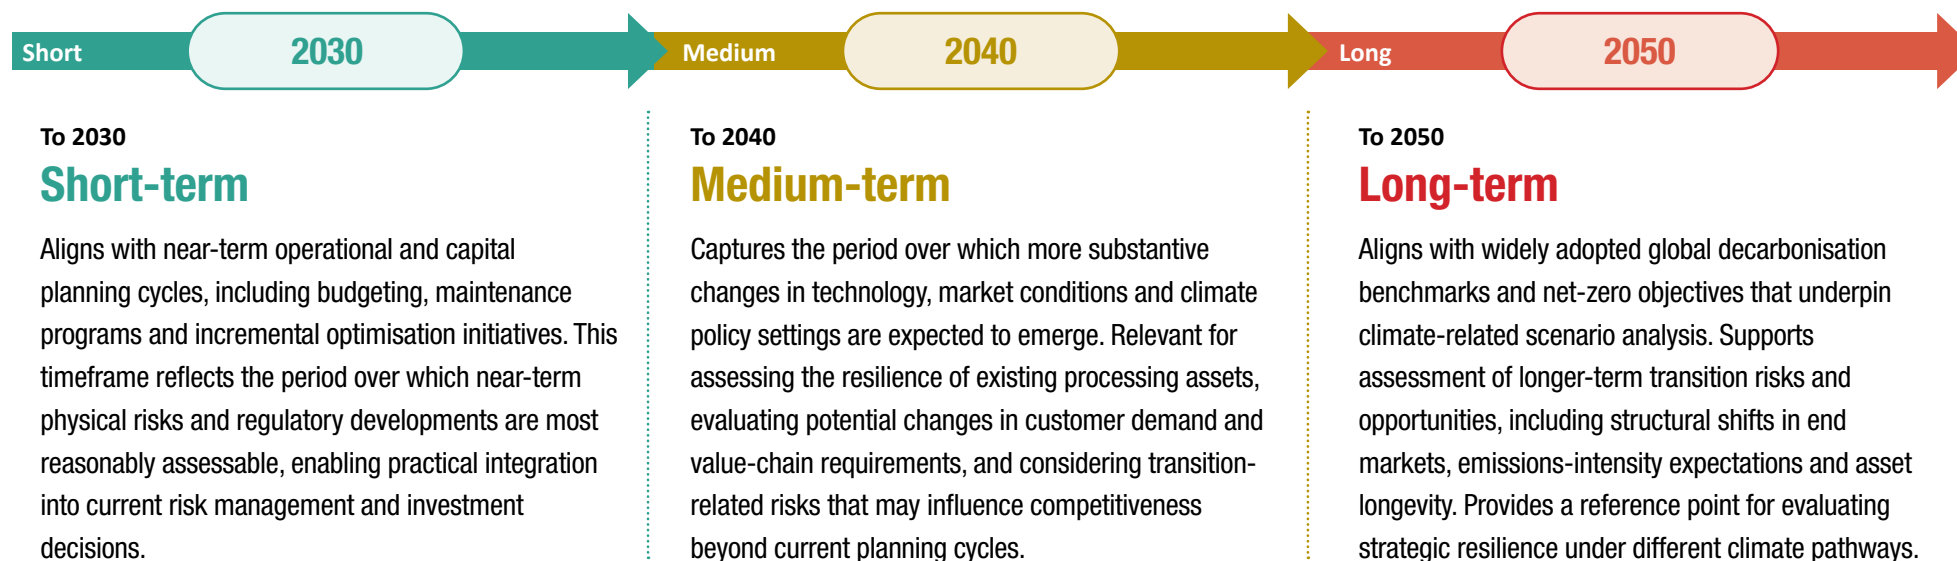 Short
2030
Medium
2040
Long
2050
To 2030
Short-term
Aligns with near-term operational and capital
planning cycles, including budgeting, maintenance
programs and incremental optimisation initiatives. This
timeframe reflects the period over which near-term
physical risks and regulatory developments are most
reasonably assessable, enabling practical integration
into current risk management and investment
decisions.
To 2040
Medium-term
Captures the period over which more substantive
changes in technology, market conditions and climate
policy settings are expected to emerge. Relevant for
assessing the resilience of existing processing assets,
evaluating potential changes in customer demand and
value-chain requirements, and considering transition-
related risks that may influence competitiveness
beyond current planning cycles.
To 2050
Long-term
Aligns with widely adopted global decarbonisation
benchmarks and net-zero objectives that underpin
climate-related scenario analysis. Supports
assessment of longer-term transition risks and
opportunities, including structural shifts in end
markets, emissions-intensity expectations and asset
longevity. Provides a reference point for evaluating
strategic resilience under different climate pathways.